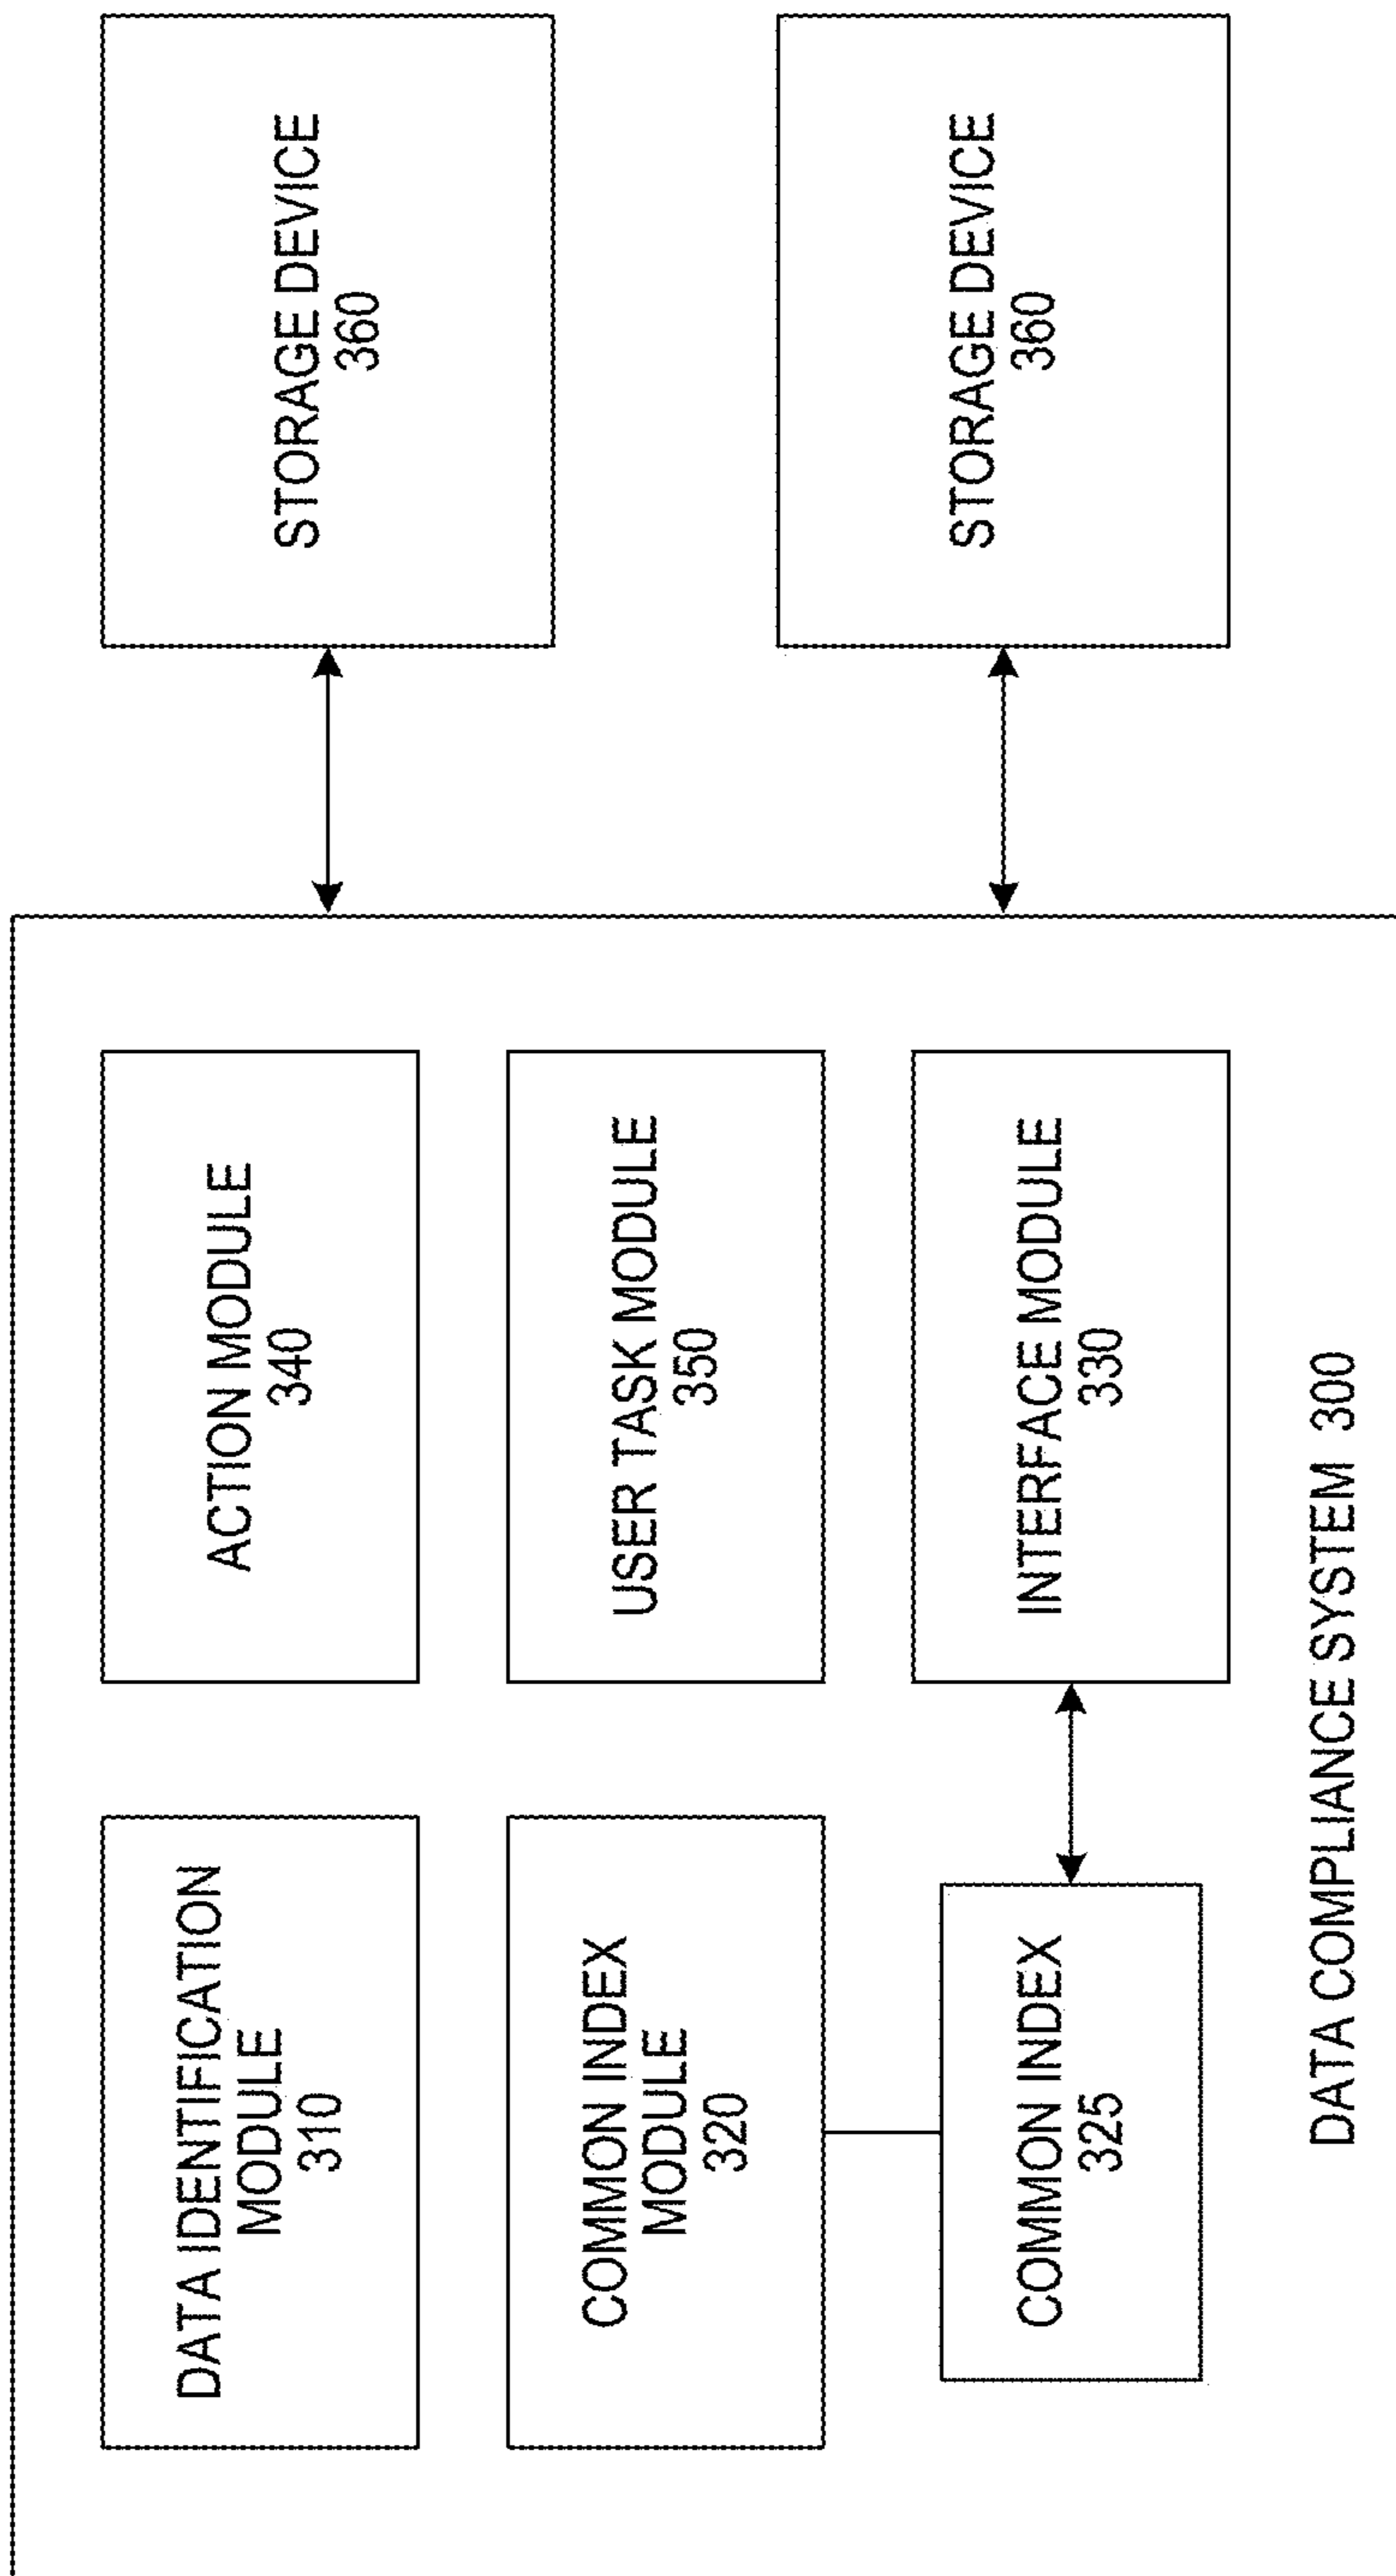 DATA IDENTIFICATION
MODULE
310
ACTION MODULE
340
STORAGE DEVICE
360
COMMON INDEX
MODULE
320
USER TASK MODULE
350
COMMON INDEX
325
INTERFACE MODULE
330
STORAGE DEVICE
360
DATA COMPLIANCE SYSTEM 300